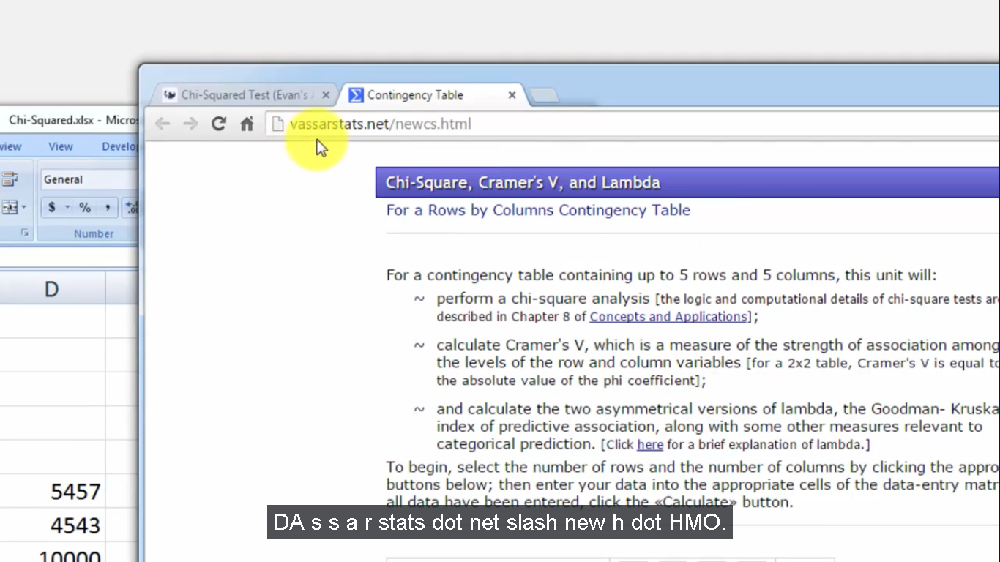 Chi-Squared Test (Evan's
Contingency Table
Chi-Squared.xlsx - Micros
vassarstats.net/newcs.html
view View Develop
General
$ % ,
Number
D
5457
4543
10000
Chi-Square, Cramer's V, and Lambda
For a Rows by Columns Contingency Table
For a contingency table containing up to 5 rows and 5 columns, this unit will:
~ perform a chi-square analysis [the logic and computational details of chi-square tests are
described in Chapter 8 of Concepts and Applications];
~ calculate Cramer's V, which is a measure of the strength of association among
the levels of the row and column variables [for a 2x2 table, Cramer's V is equal to
the absolute value of the phi coefficient];
~ and calculate the two asymmetrical versions of lambda, the Goodman- Kruska
index of predictive association, along with some other measures relevant to
categorical prediction. [Click here for a brief explanation of lambda.]
To begin, select the number of rows and the number of columns by clicking the appro
buttons below; then enter your data into the appropriate cells of the data-entry matr
all data have been entered, click the «Calculate» button.
DA s s a r stats dot net slash new h dot HMO.